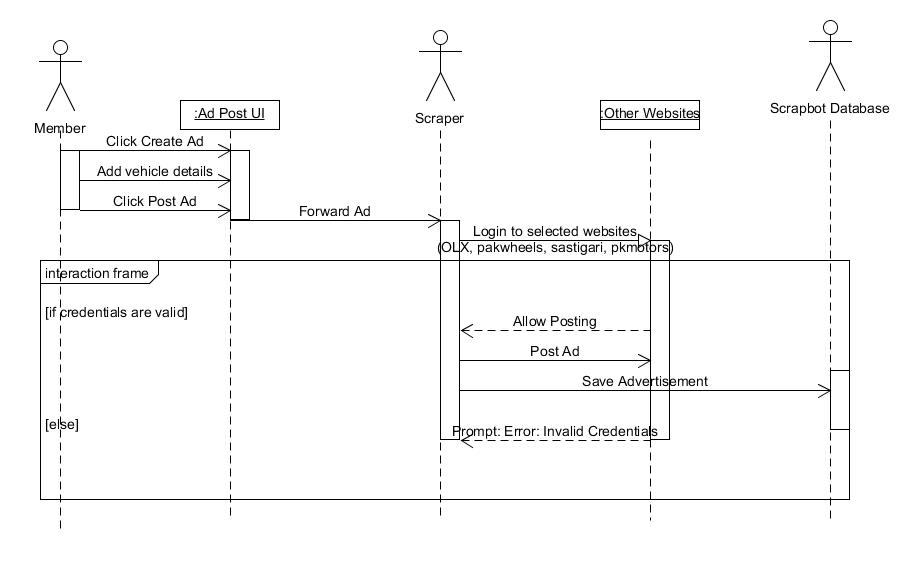 Member
:Ad Post UI
Scraper
:Other Websites
Scrapbot Database
Click Create Ad
Add vehicle details
Click Post Ad
Forward Ad
Login to selected websites
(OLX, pakwheels, sastigari, pkmotors)
interaction frame
[if credentials are valid]
Allow Posting
Post Ad
Save Advertisement
[else]
Prompt: Error: Invalid Credentials